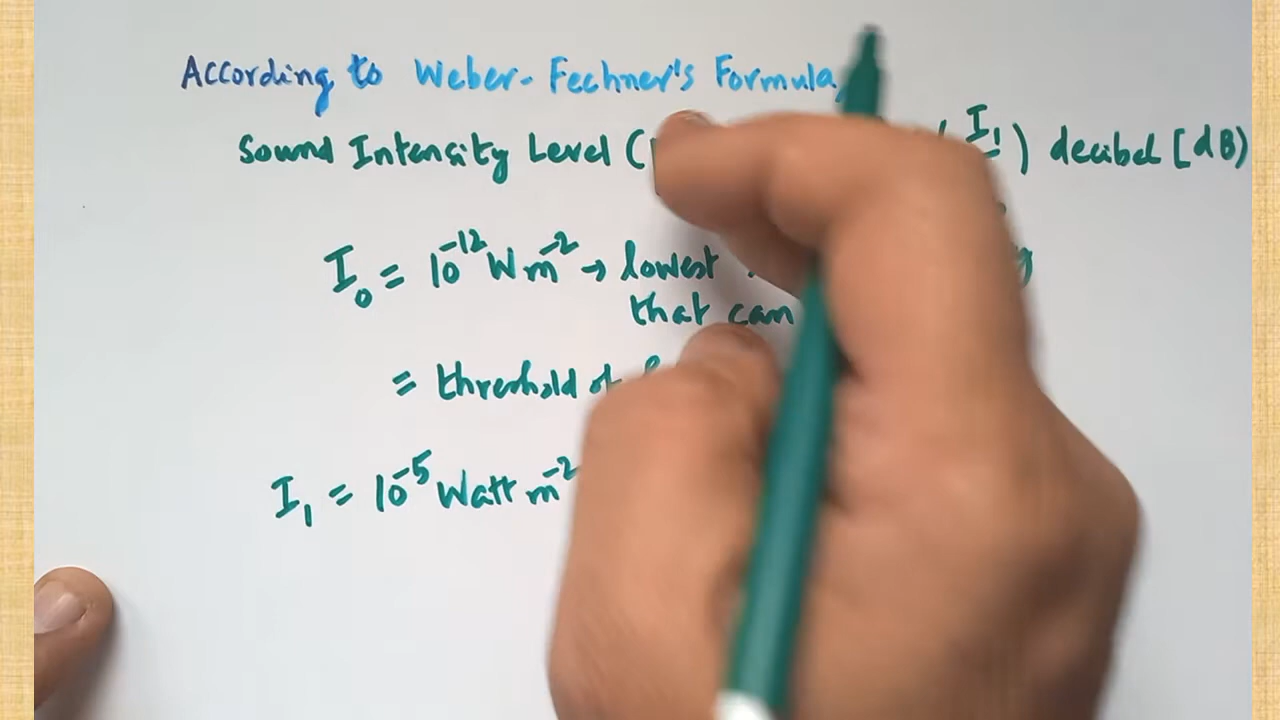 According to Weber-Fechner's Formula,
Sound Intensity Level ( I₁ ) decibel [dB)
I₀ = 10⁻¹² W m⁻² → lowest
that can
= threshold of
I₁ = 10⁻⁵ Watt m⁻²